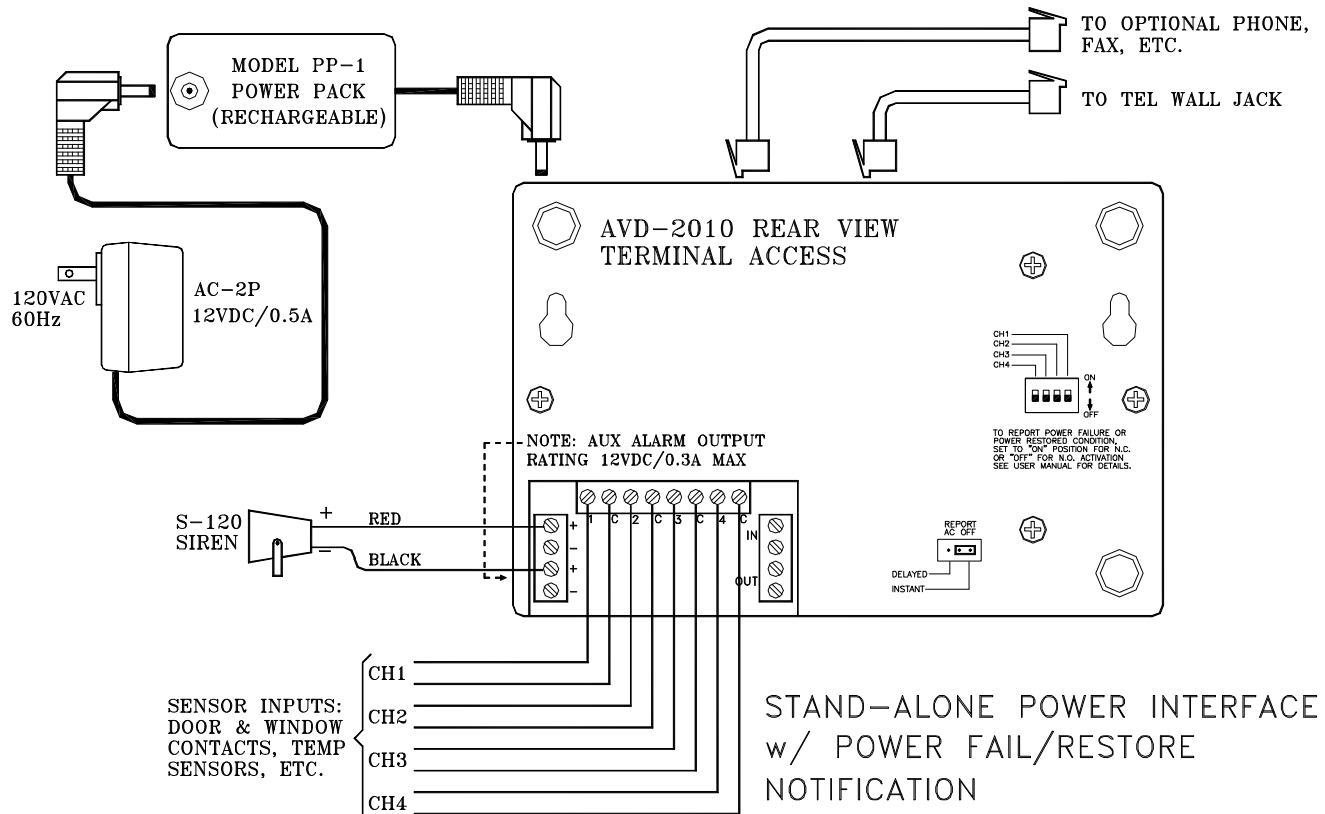 TO OPTIONAL PHONE,
FAX, ETC.
TO TEL WALL JACK
MODEL PP-1
POWER PACK
(RECHARGEABLE)
AVD-2010 REAR VIEW
TERMINAL ACCESS
120VAC
60Hz
AC-2P
12VDC/0.5A
CH1
CH2
CH3
CH4
ON
OFF
TO REPORT POWER FAILURE OR
POWER RESTORED CONDITION,
SET TO "ON" POSITION FOR N.C.
OR "OFF" FOR N.O. ACTIVATION
SEE USER MANUAL FOR DETAILS.
NOTE: AUX ALARM OUTPUT
RATING 12VDC/0.3A MAX
S-120
SIREN
+
RED
-
BLACK
+
-
+
-
1 C 2 C 3 C 4 C
IN
OUT
REPORT
AC OFF
DELAYED
INSTANT
SENSOR INPUTS:
DOOR & WINDOW
CONTACTS, TEMP
SENSORS, ETC.
CH1
CH2
CH3
CH4
STAND-ALONE POWER INTERFACE
w/ POWER FAIL/RESTORE
NOTIFICATION